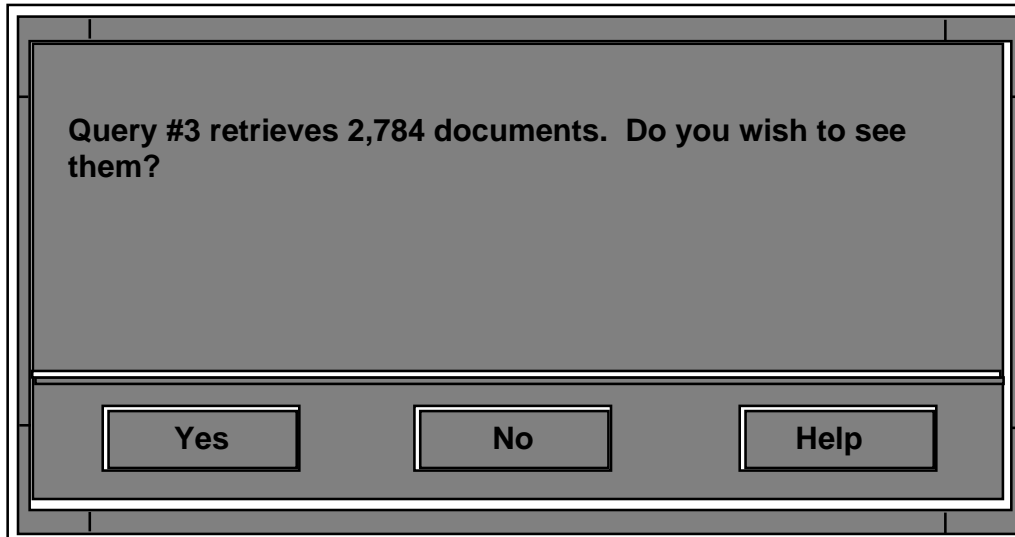 Query #3 retrieves 2,784 documents.  Do you wish to see
them?
Yes
No
Help